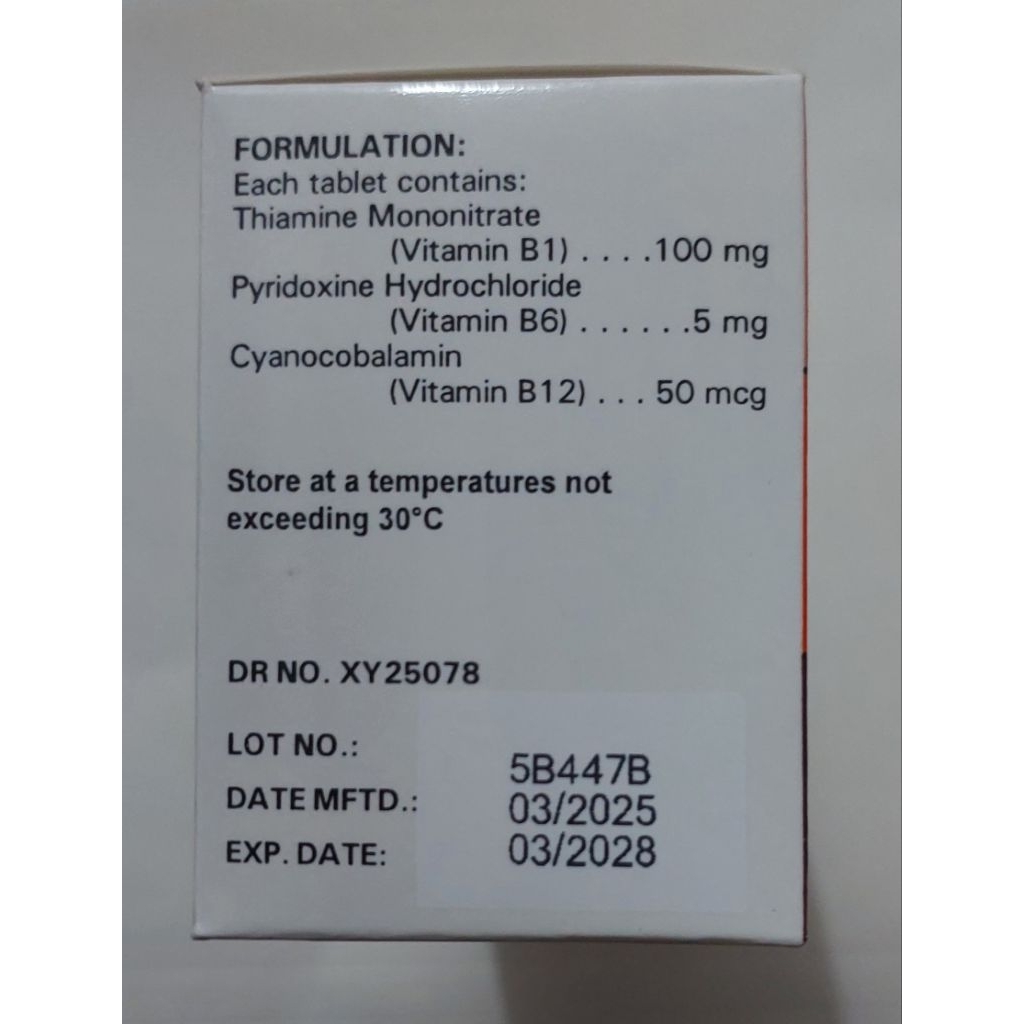 FORMULATION:
Each tablet contains:
Thiamine Mononitrate
(Vitamin B1) . . . .100 mg
Pyridoxine Hydrochloride
(Vitamin B6) . . . . . .5 mg
Cyanocobalamin
(Vitamin B12) . . . 50 mcg
Store at a temperatures not
exceeding 30°C
DR NO. XY25078
LOT NO.: 5B447B
DATE MFTD.: 03/2025
EXP. DATE: 03/2028